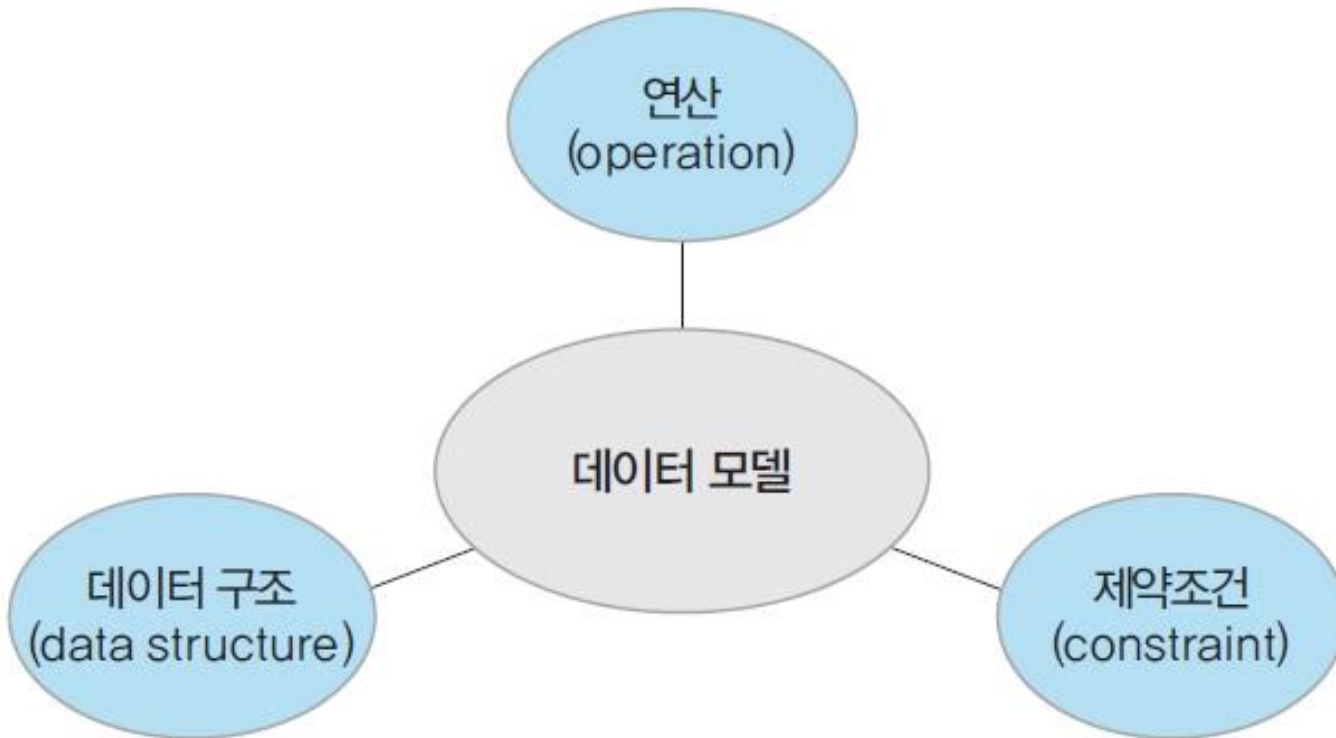 연산
(operation)
데이터 모델
데이터 구조
(data structure)
제약조건
(constraint)